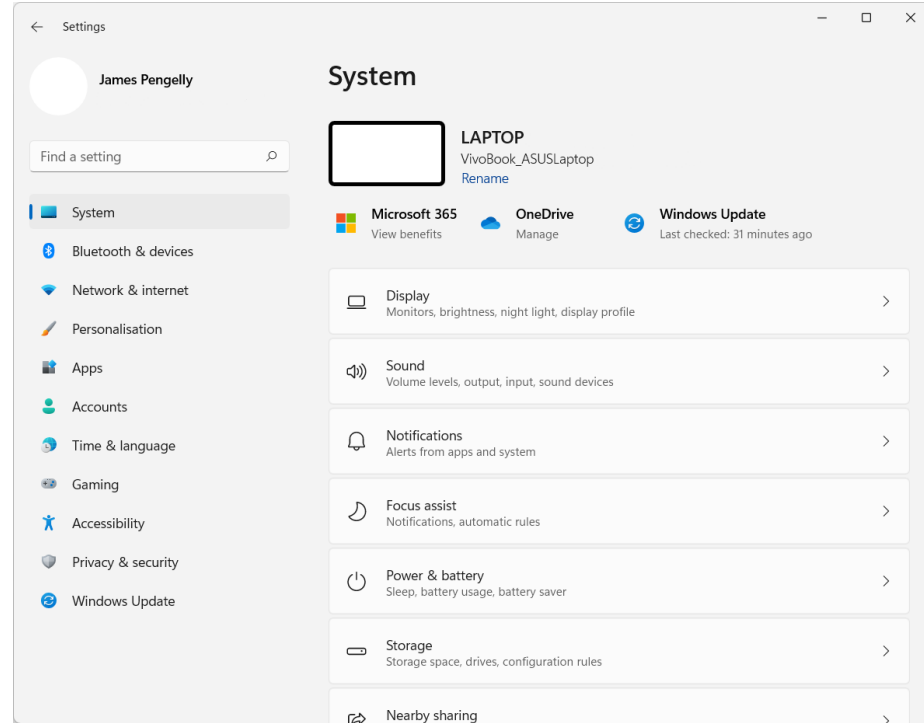 Settings
James Pengelly
Find a setting
System
Bluetooth & devices
Network & internet
Personalisation
Apps
Accounts
Time & language
Gaming
Accessibility
Privacy & security
Windows Update
System
LAPTOP
VivoBook_ASUSLaptop
Rename
Microsoft 365
View benefits
OneDrive
Manage
Windows Update
Last checked: 31 minutes ago
Display
Monitors, brightness, night light, display profile
Sound
Volume levels, output, input, sound devices
Notifications
Alerts from apps and system
Focus assist
Notifications, automatic rules
Power & battery
Sleep, battery usage, battery saver
Storage
Storage space, drives, configuration rules
Nearby sharing